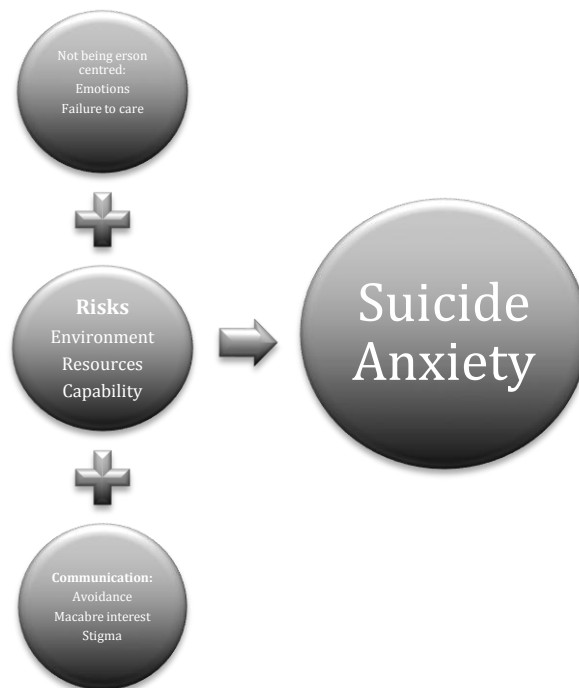 Not being erson
centred:
Emotions
Failure to care
Risks
Environment
Resources
Capability
Suicide
Anxiety
Communication:
Avoidance
Macabre interest
Stigma